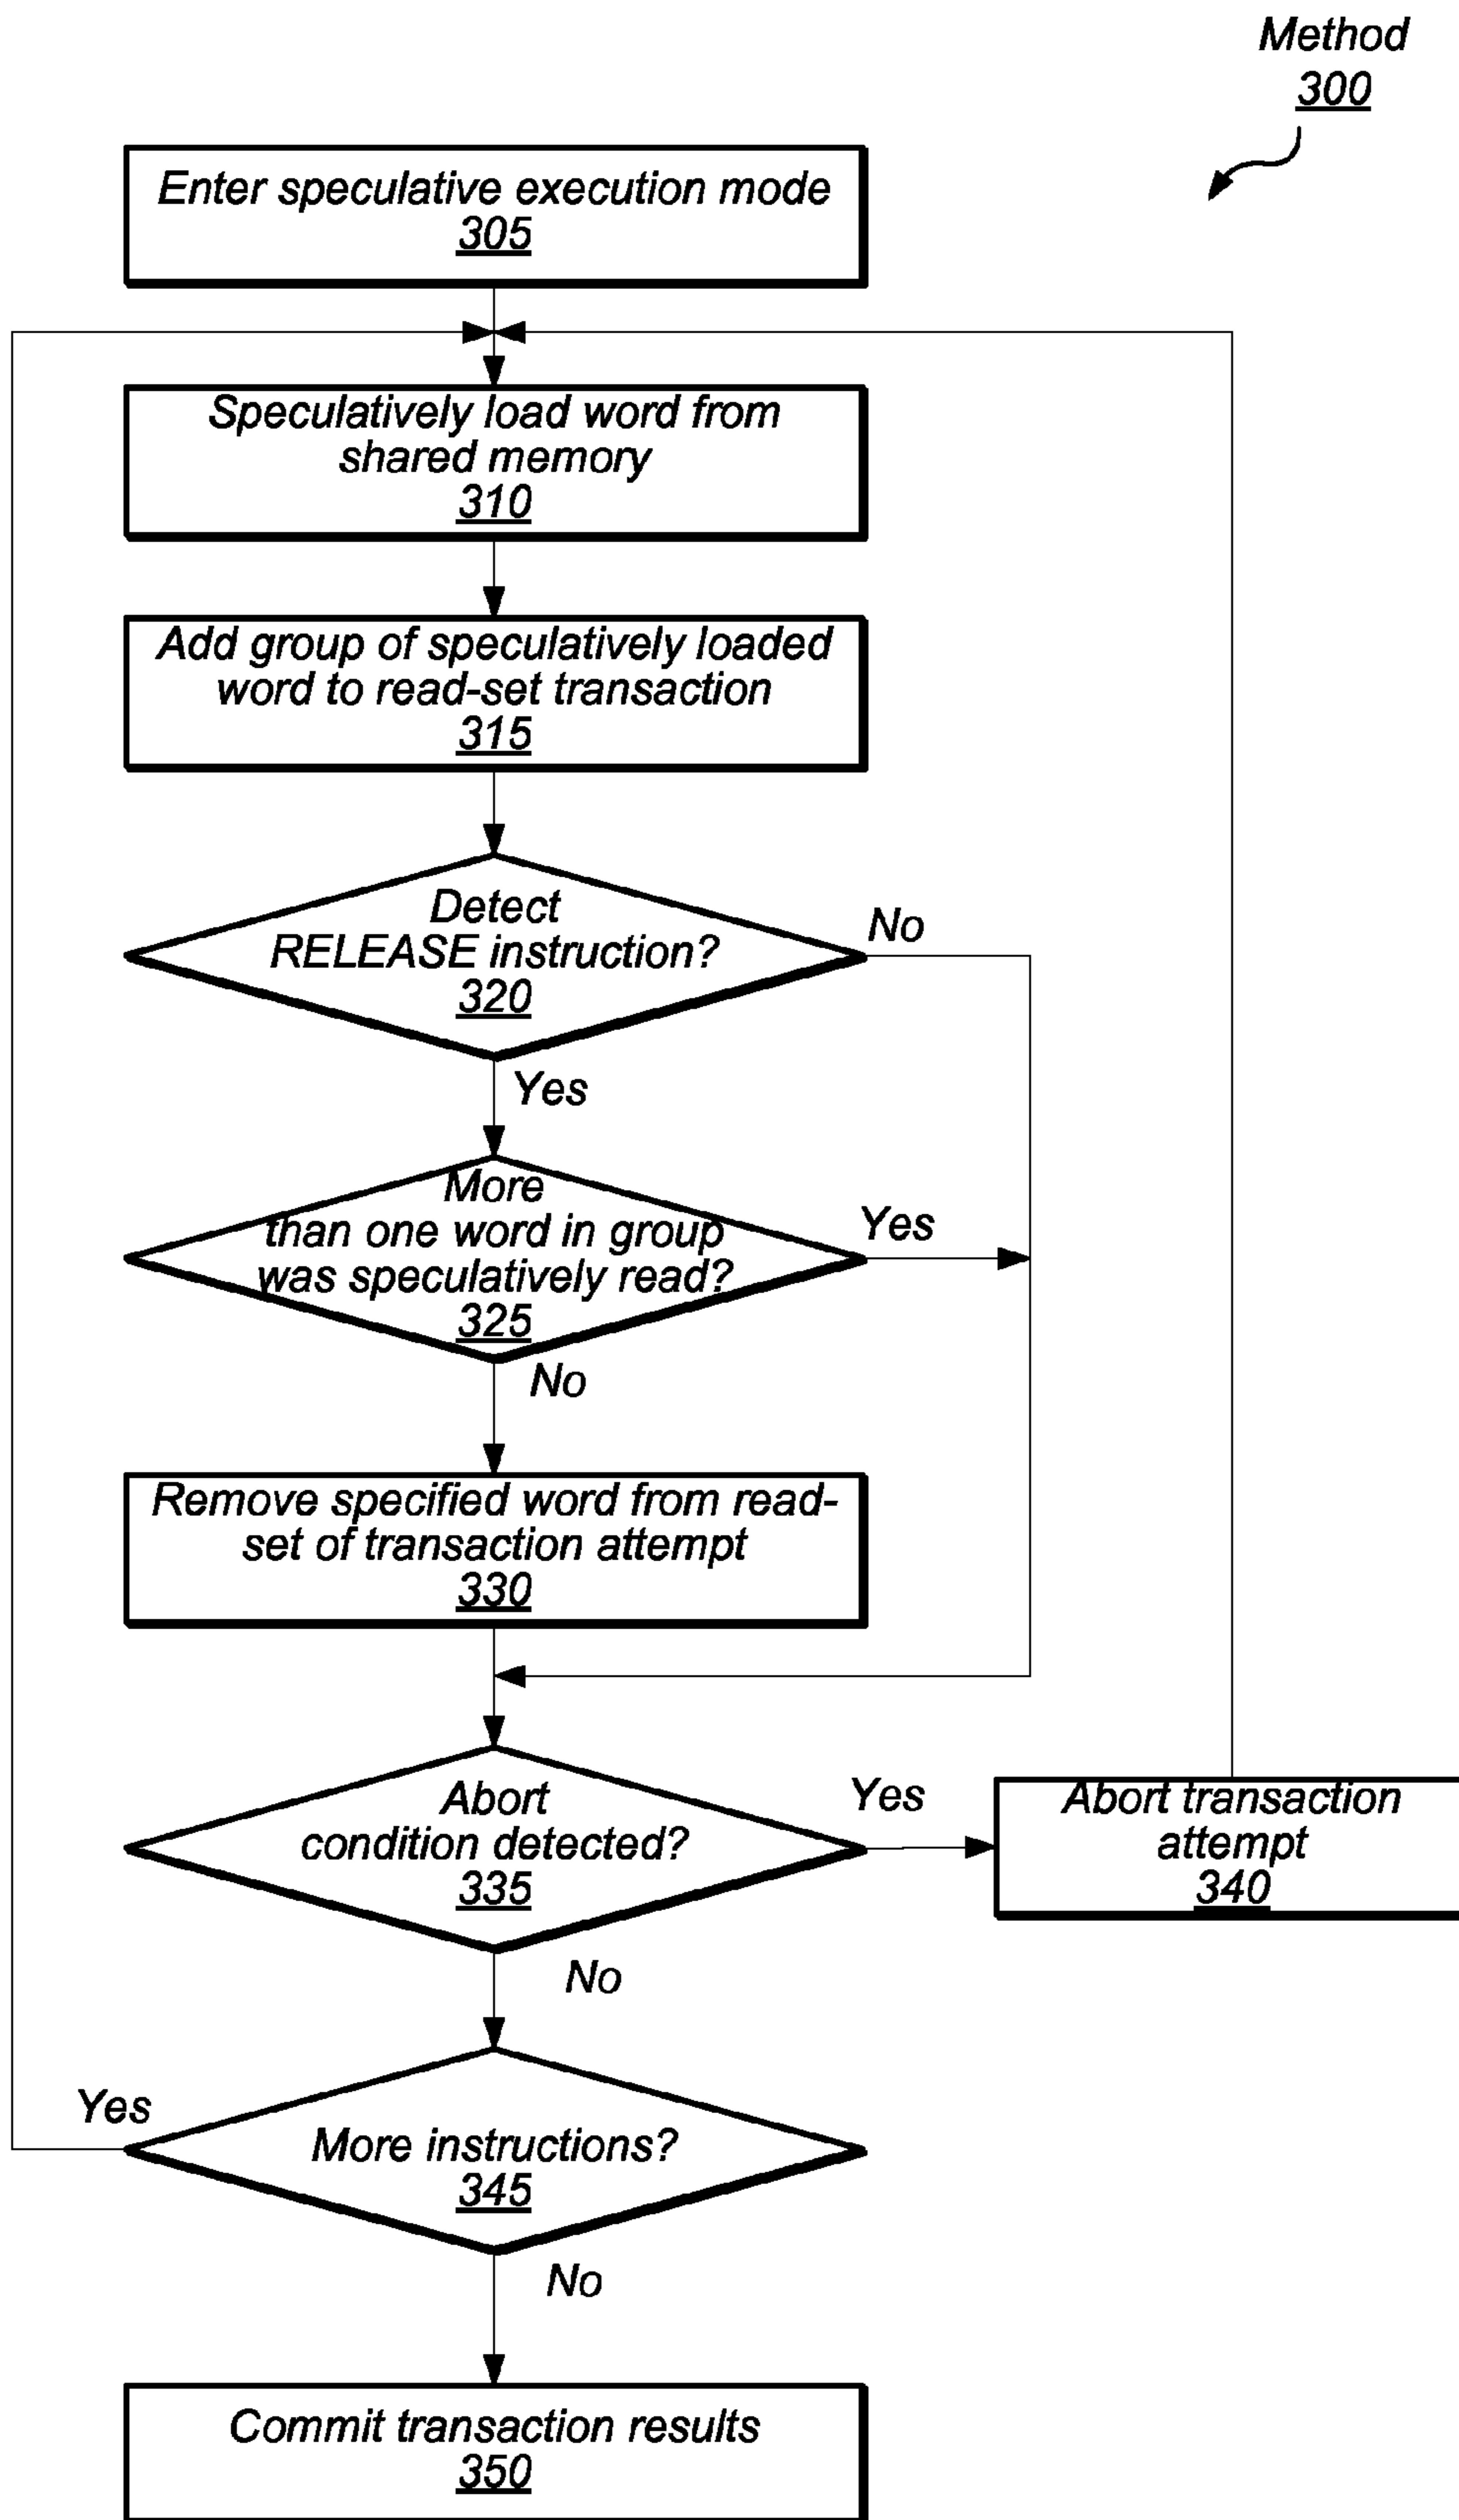 Method
300
Enter speculative execution mode
305
Speculatively load word from
shared memory
310
Add group of speculatively loaded
word to read-set transaction
315
Detect
RELEASE instruction?
320
No
Yes
More
than one word in group
was speculatively read?
325
Yes
No
Remove specified word from read-
set of transaction attempt
330
Abort
condition detected?
335
Yes
Abort transaction
attempt
340
No
Yes
More instructions?
345
No
Commit transaction results
350